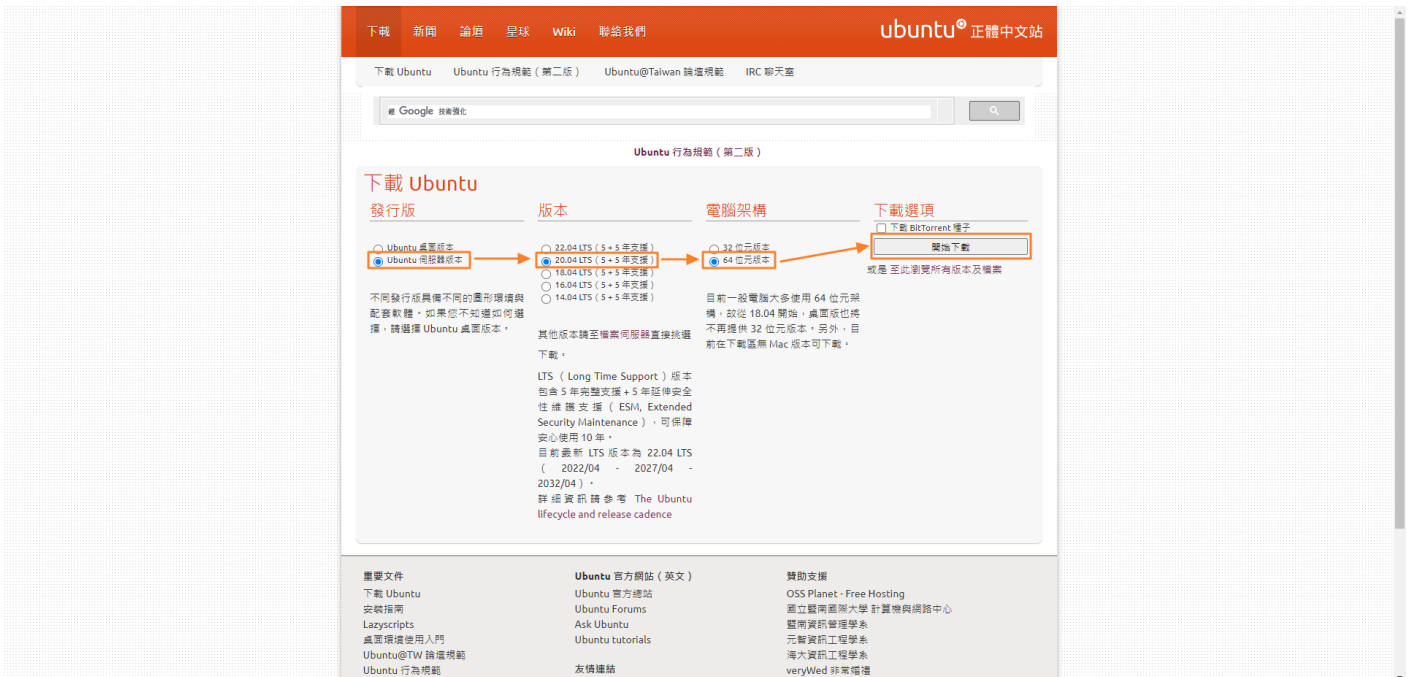 下載 新聞 論壇 星球 Wiki 聯絡我們 ubuntu 正體中文站
下載 Ubuntu Ubuntu 行為規範(第二版) Ubuntu@Taiwan 論壇規範 IRC 聊天室
經 Google 技術強化
Ubuntu 行為規範(第二版)
下載 Ubuntu
發行版
Ubuntu 桌面版本
Ubuntu 伺服器版本
不同發行版具備不同的圖形環境與
配套軟體。如果您不知道如何選
擇,請選擇 Ubuntu 桌面版本。
版本
22.04 LTS(5 + 5 年支援)
20.04 LTS(5 + 5 年支援)
18.04 LTS(5 + 5 年支援)
16.04 LTS(5 + 5 年支援)
14.04 LTS(5 + 5 年支援)
其他版本請至檔案伺服器直接挑選
下載。
LTS(Long Time Support)版本
包含 5 年完整支援 + 5 年延伸安全
性維護支援(ESM, Extended
Security Maintenance),可保障
安心使用 10 年。
目前最新 LTS 版本為 22.04 LTS
( 2022/04 - 2027/04 -
2032/04)。
詳細資訊請參考 The Ubuntu
lifecycle and release cadence
電腦架構
32 位元版本
64 位元版本
目前一般電腦大多使用 64 位元架
構,故從 18.04 開始,桌面版也將
不再提供 32 位元版本。另外,目
前在下載區無 Mac 版本可下載。
下載選項
下載 BitTorrent 種子
開始下載
或是 至此瀏覽所有版本及檔案
重要文件
下載 Ubuntu
安裝指南
Lazyscripts
桌面環境使用入門
Ubuntu@TW 論壇規範
Ubuntu 行為規範
Ubuntu 官方網站(英文)
Ubuntu 官方總站
Ubuntu Forums
Ask Ubuntu
Ubuntu tutorials
友情連結
贊助支援
OSS Planet - Free Hosting
國立暨南國際大學 計算機與網路中心
暨南資訊管理學系
元智資訊工程學系
海大資訊工程學系
veryWed 非常婚禮